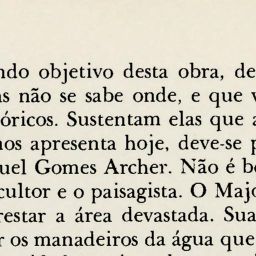 ndo objetivo desta obra, de
s não se sabe onde, e que v
óricos. Sustentam elas que a
nos apresenta hoje, deve-se p
uel Gomes Archer. Não é b
cultor e o paisagista. O Majo
restar a área devastada. Sua
r os manadeiros da água que